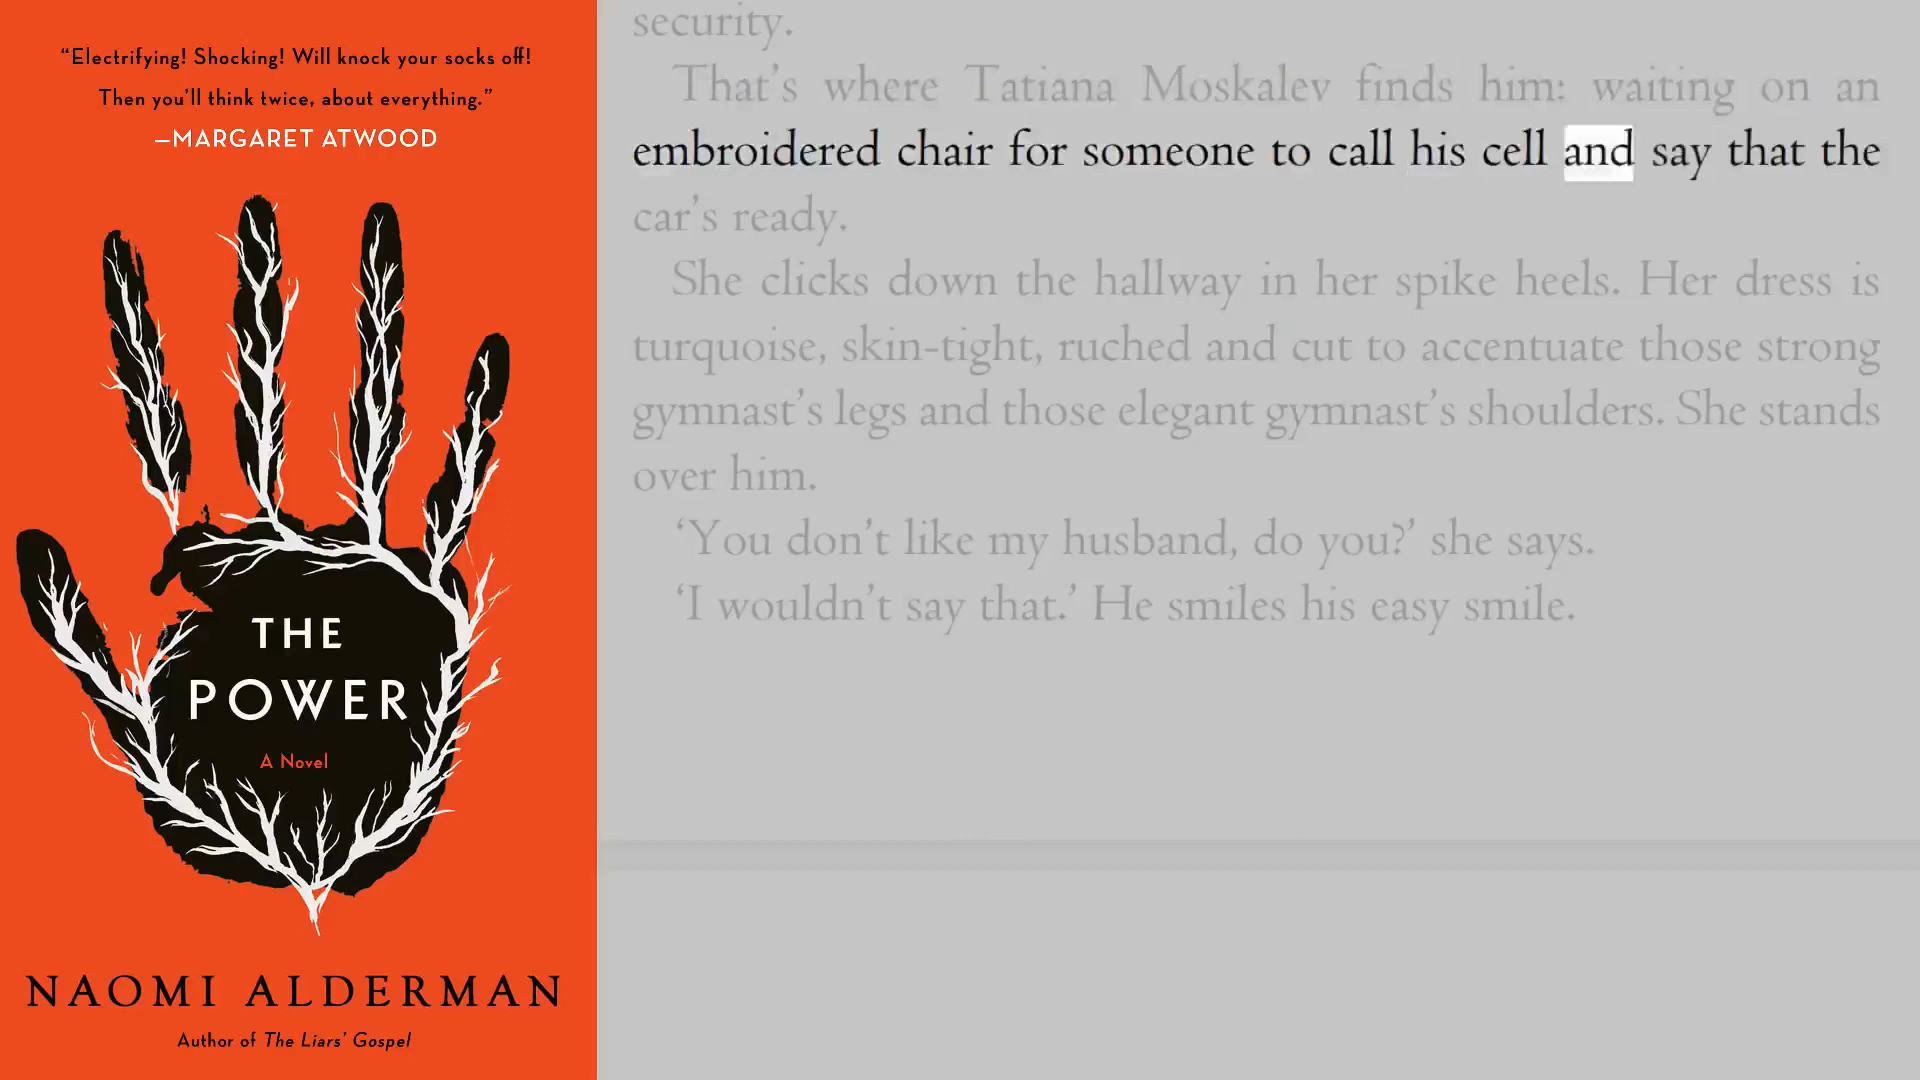 “Electrifying! Shocking! Will knock your socks off!
Then you’ll think twice, about everything.”
—MARGARET ATWOOD
THE
POWER
A Novel
NAOMI ALDERMAN
Author of The Liars’ Gospel
security.
That’s where Tatiana Moskalev finds him: waiting on an
embroidered chair for someone to call his cell and say that the
car’s ready.
She clicks down the hallway in her spike heels. Her dress is
turquoise, skin-tight, ruched and cut to accentuate those strong
gymnast’s legs and those elegant gymnast’s shoulders. She stands
over him.
‘You don’t like my husband, do you?’ she says.
‘I wouldn’t say that.’ He smiles his easy smile.